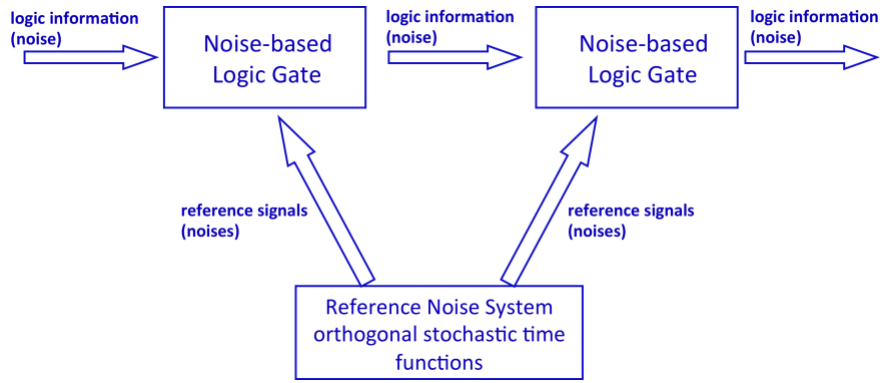 logic information
(noise)
Noise-based
Logic Gate
logic information
(noise)
Noise-based
Logic Gate
logic information
(noise)
reference signals
(noises)
reference signals
(noises)
Reference Noise System
orthogonal stochastic time
functions